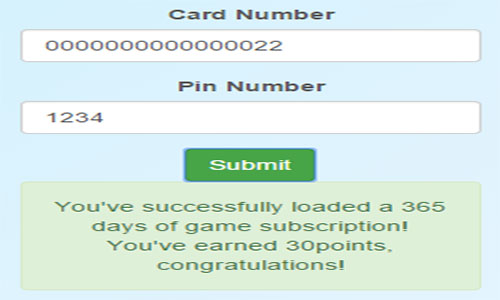 Card Number
0000000000000022
Pin Number
1234
Submit
You've successfully loaded a 365
days of game subscription!
You've earned 30points,
congratulations!